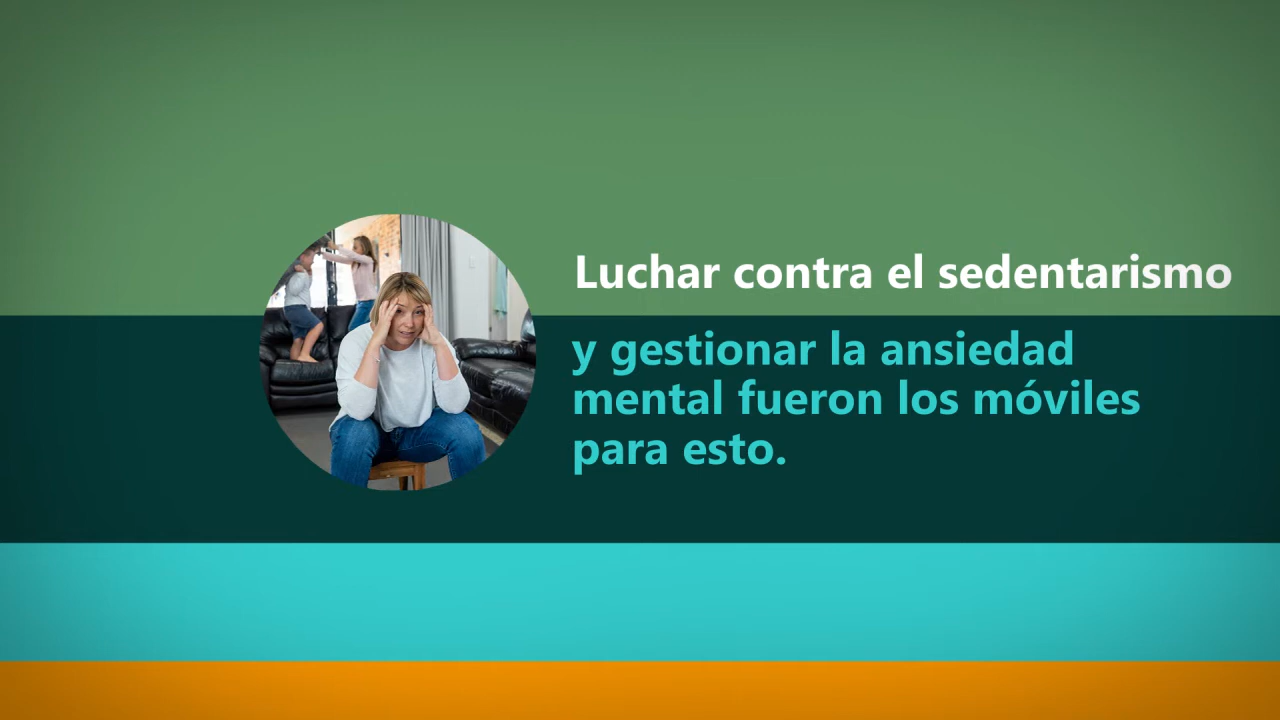 Luchar contra el sedentarismo
y gestionar la ansiedad
mental fueron los móviles
para esto.